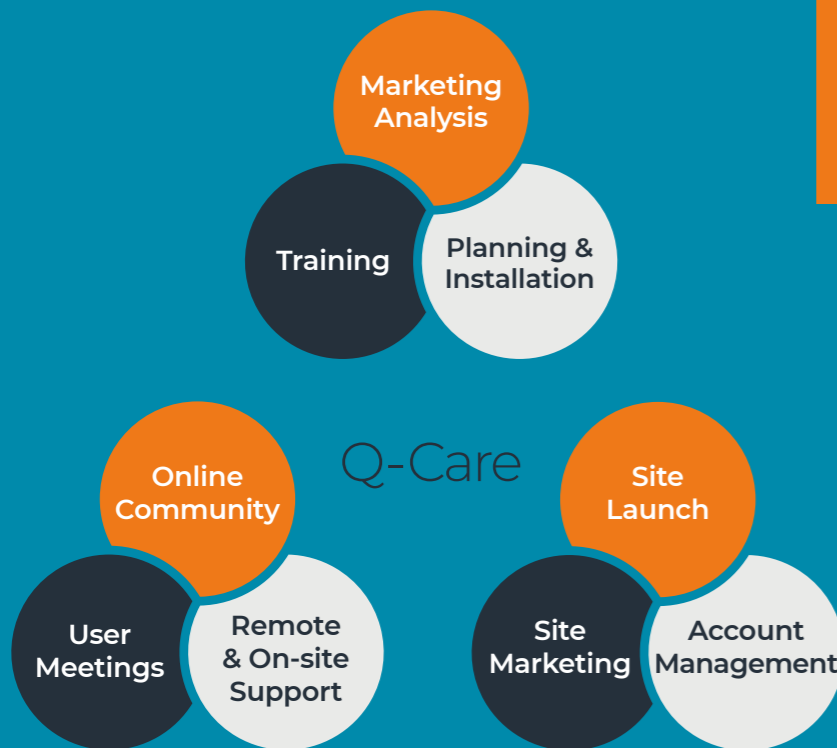 Marketing
Analysis
Training
Planning &
Installation
Q-Care
Online
Community
User
Meetings
Remote
& On-site
Support
Site
Launch
Site
Marketing
Account
Management